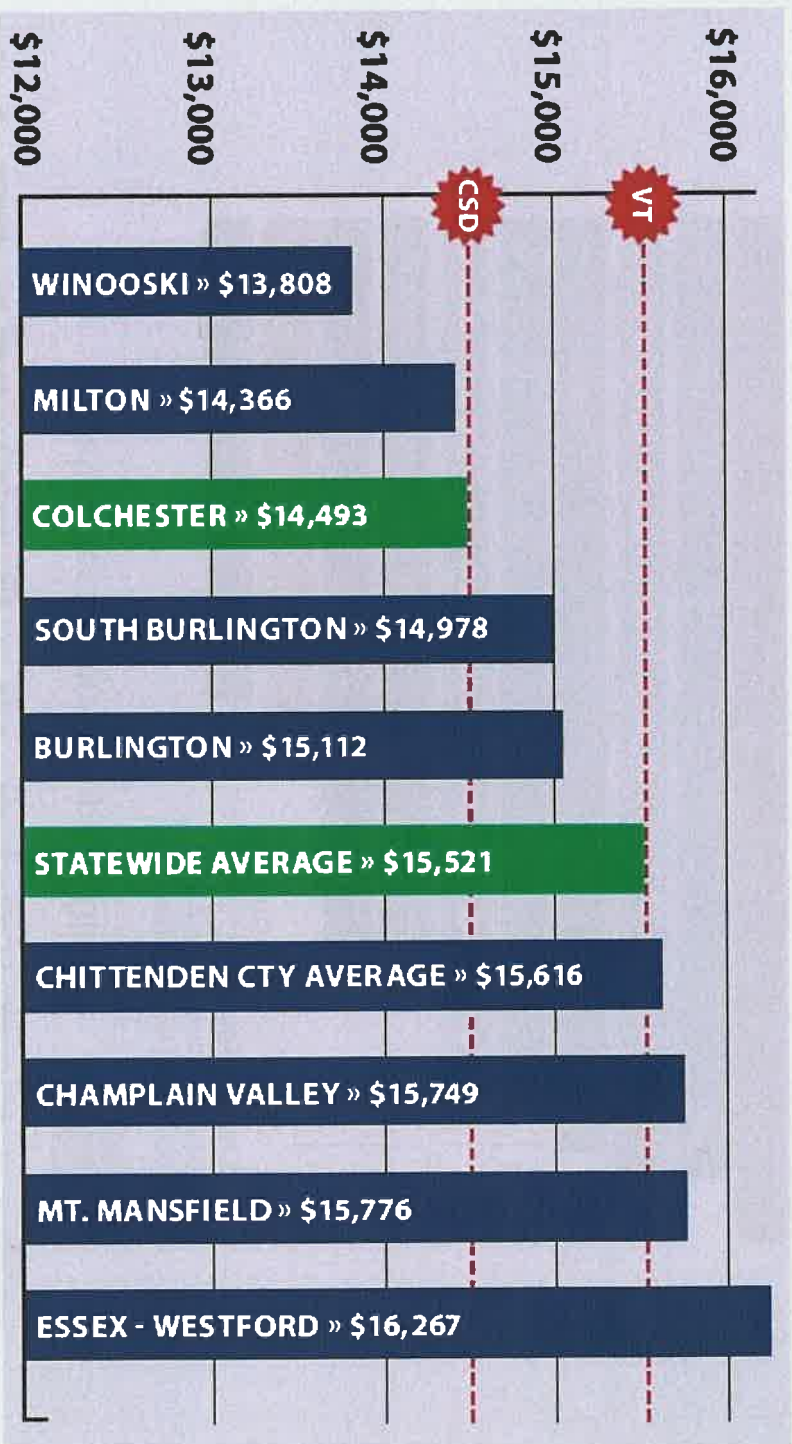 $12,000
$13,000
$14,000
$15,000
$16,000
CSD
VT
WINOOSKI » $13,808
MILTON » $14,366
COLCHESTER » $14,493
SOUTH BURLINGTON » $14,978
BURLINGTON » $15,112
STATEWIDE AVERAGE » $15,521
CHITTENDEN CTY AVERAGE » $15,616
CHAMPLAIN VALLEY » $15,749
MT. MANSFIELD » $15,776
ESSEX - WESTFORD » $16,267